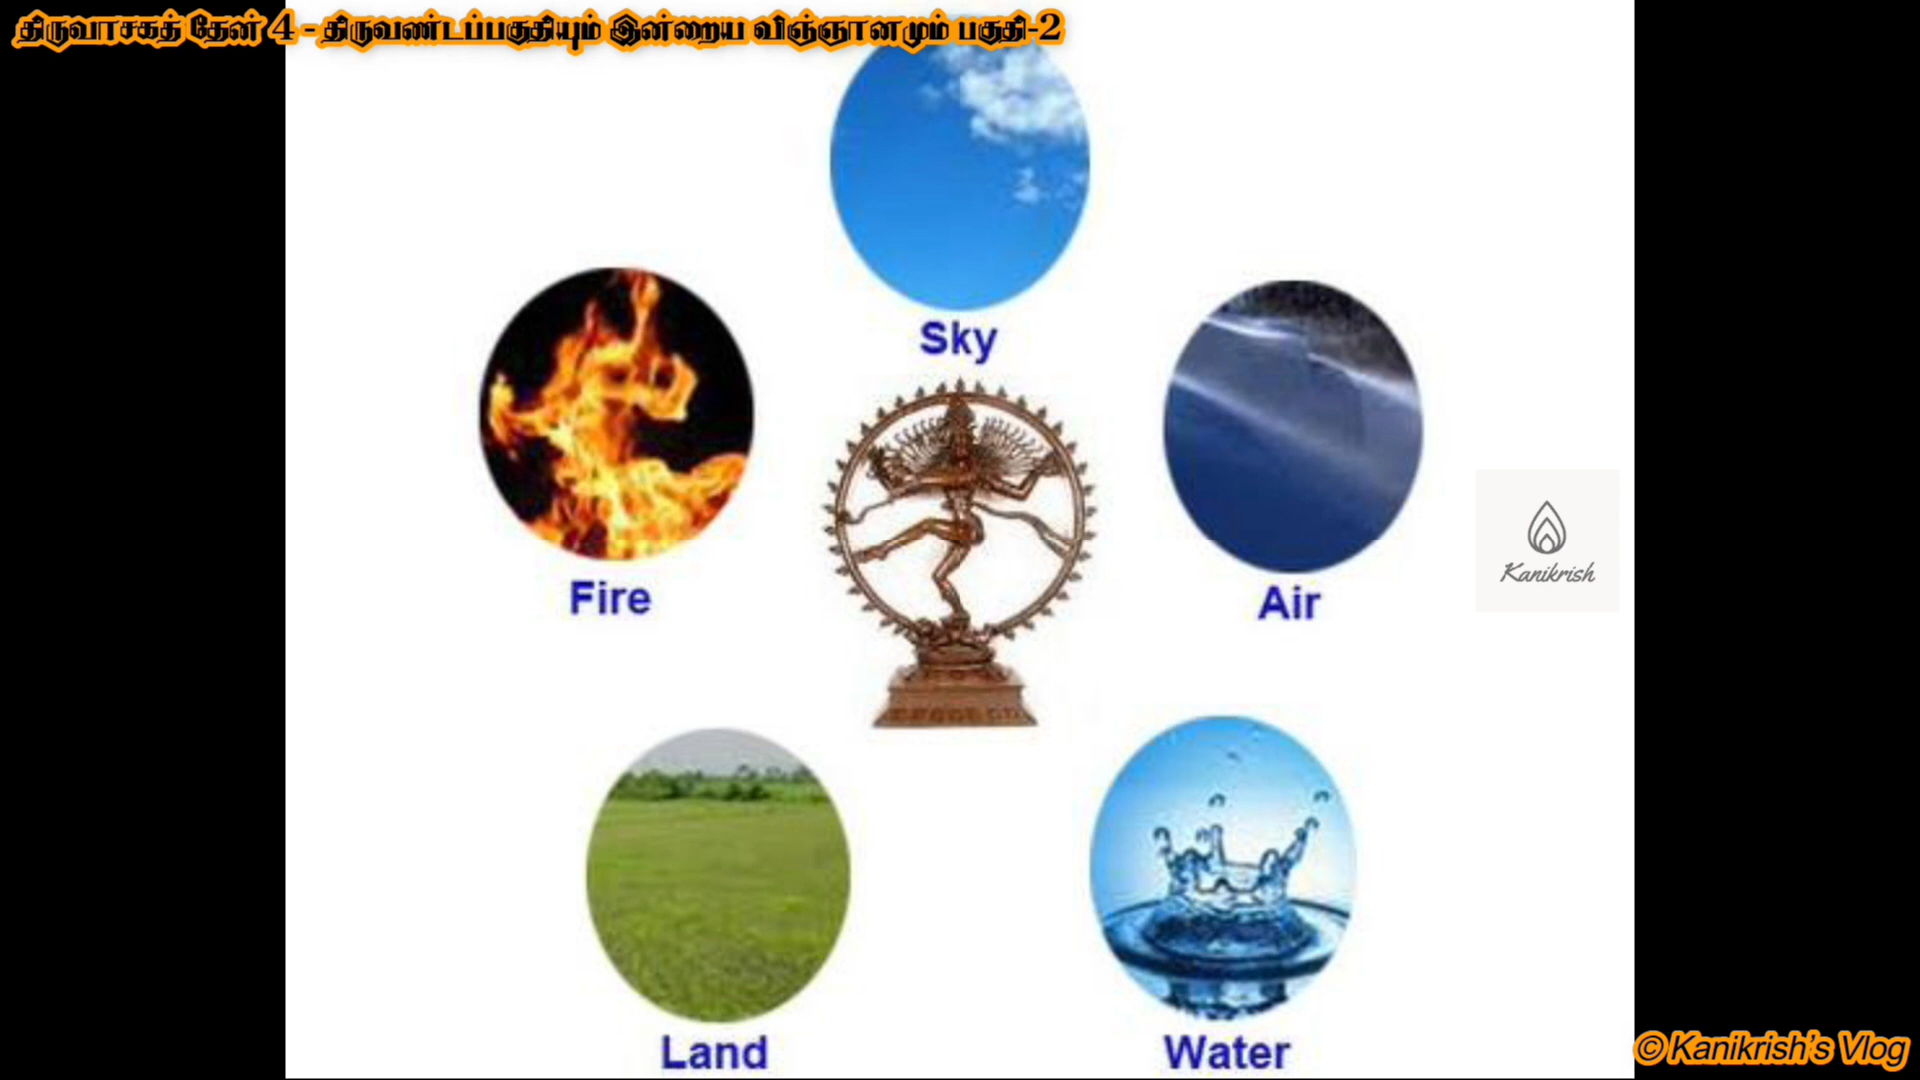 திருவாசகத் தேன் 4 - திருவண்டப்பகுதியும் இன்றைய விஞ்ஞானமும் பகுதி-2
Sky
Fire
Air
Kanikrish
Land
Water
©Kanikrish's Vlog